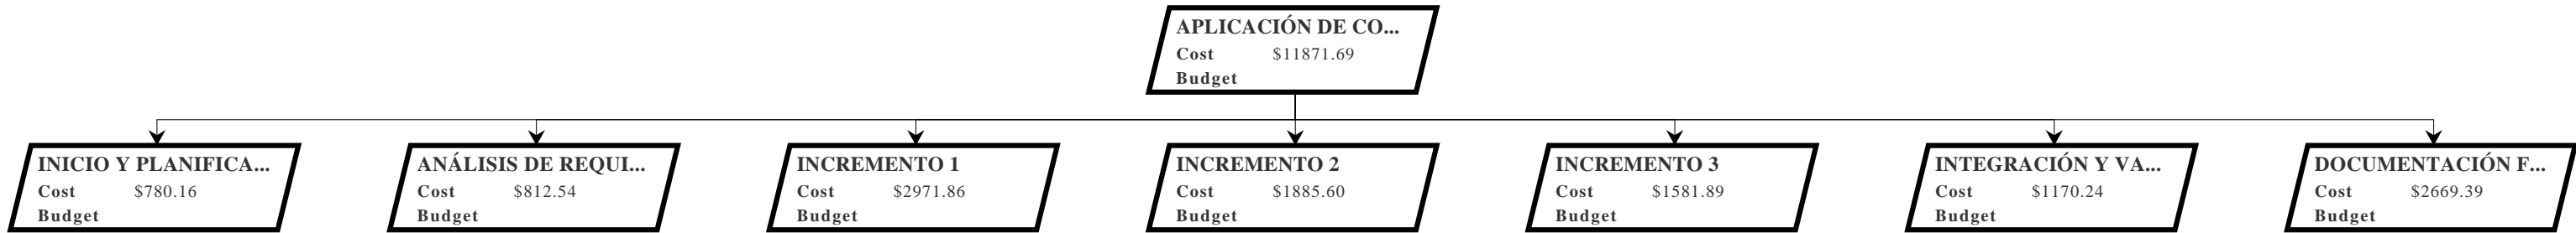 APLICACIÓN DE CO...
Cost $11871.69
Budget
INICIO Y PLANIFICA...
Cost $780.16
Budget
ANÁLISIS DE REQUI...
Cost $812.54
Budget
INCREMENTO 1
Cost $2971.86
Budget
INCREMENTO 2
Cost $1885.60
Budget
INCREMENTO 3
Cost $1581.89
Budget
INTEGRACIÓN Y VA...
Cost $1170.24
Budget
DOCUMENTACIÓN F...
Cost $2669.39
Budget